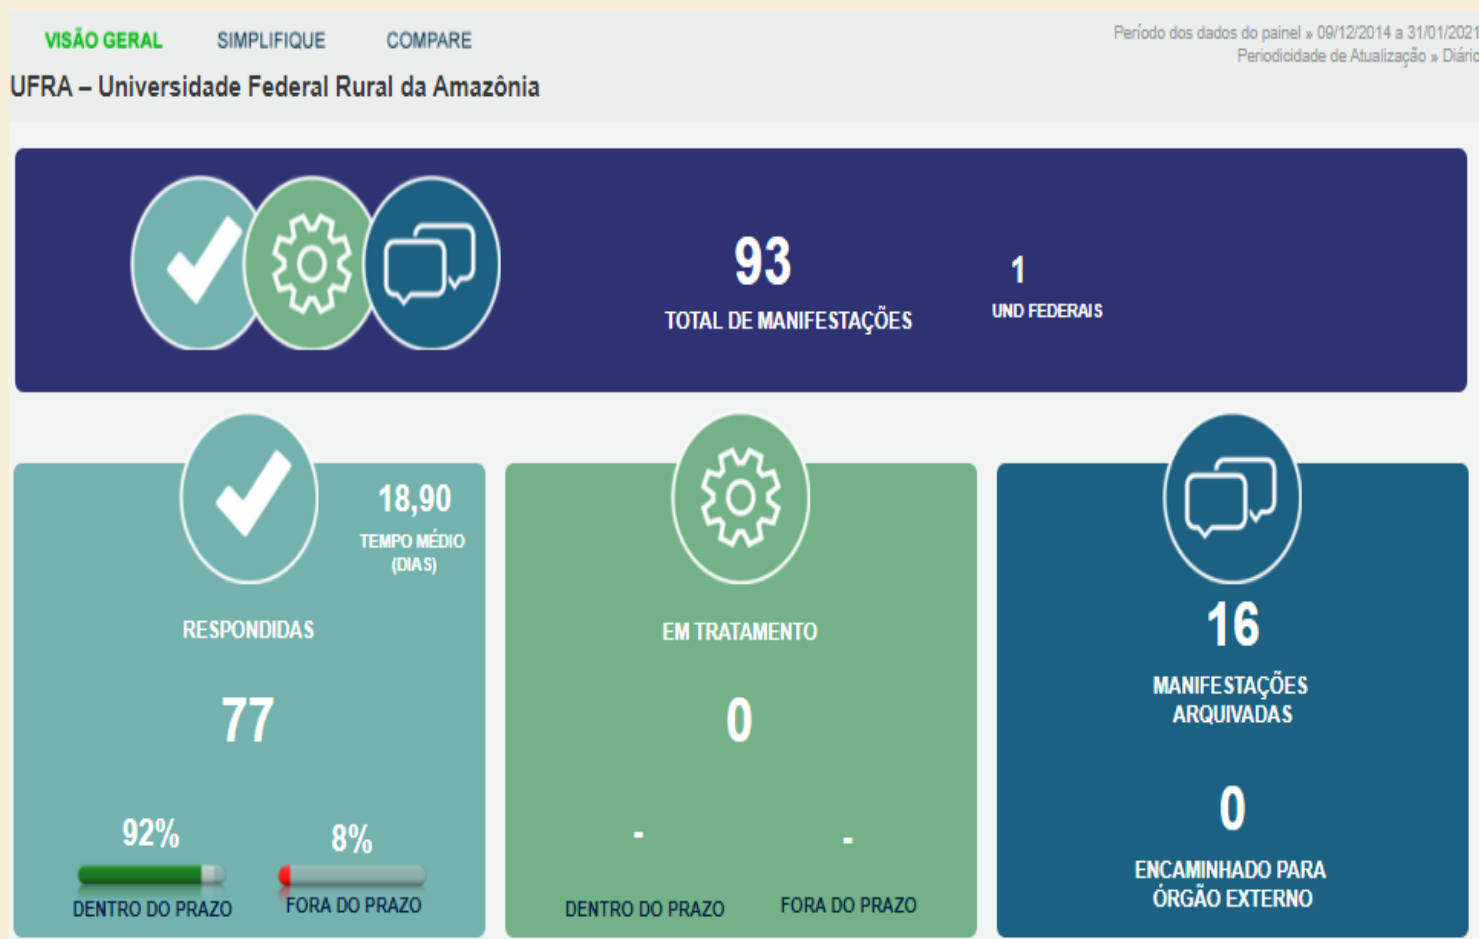 VISÃO GERAL SIMPLIFIQUE COMPARE
Período dos dados do painel » 09/12/2014 a 31/01/2021
Periodicidade de Atualização » Diário
UFRA – Universidade Federal Rural da Amazônia
93
TOTAL DE MANIFESTAÇÕES
1
UND FEDERAIS
18,90
TEMPO MÉDIO
(DIAS)
RESPONDIDAS
77
92%
DENTRO DO PRAZO
8%
FORA DO PRAZO
EM TRATAMENTO
0
-
DENTRO DO PRAZO
-
FORA DO PRAZO
16
MANIFESTAÇÕES
ARQUIVADAS
0
ENCAMINHADO PARA
ÓRGÃO EXTERNO